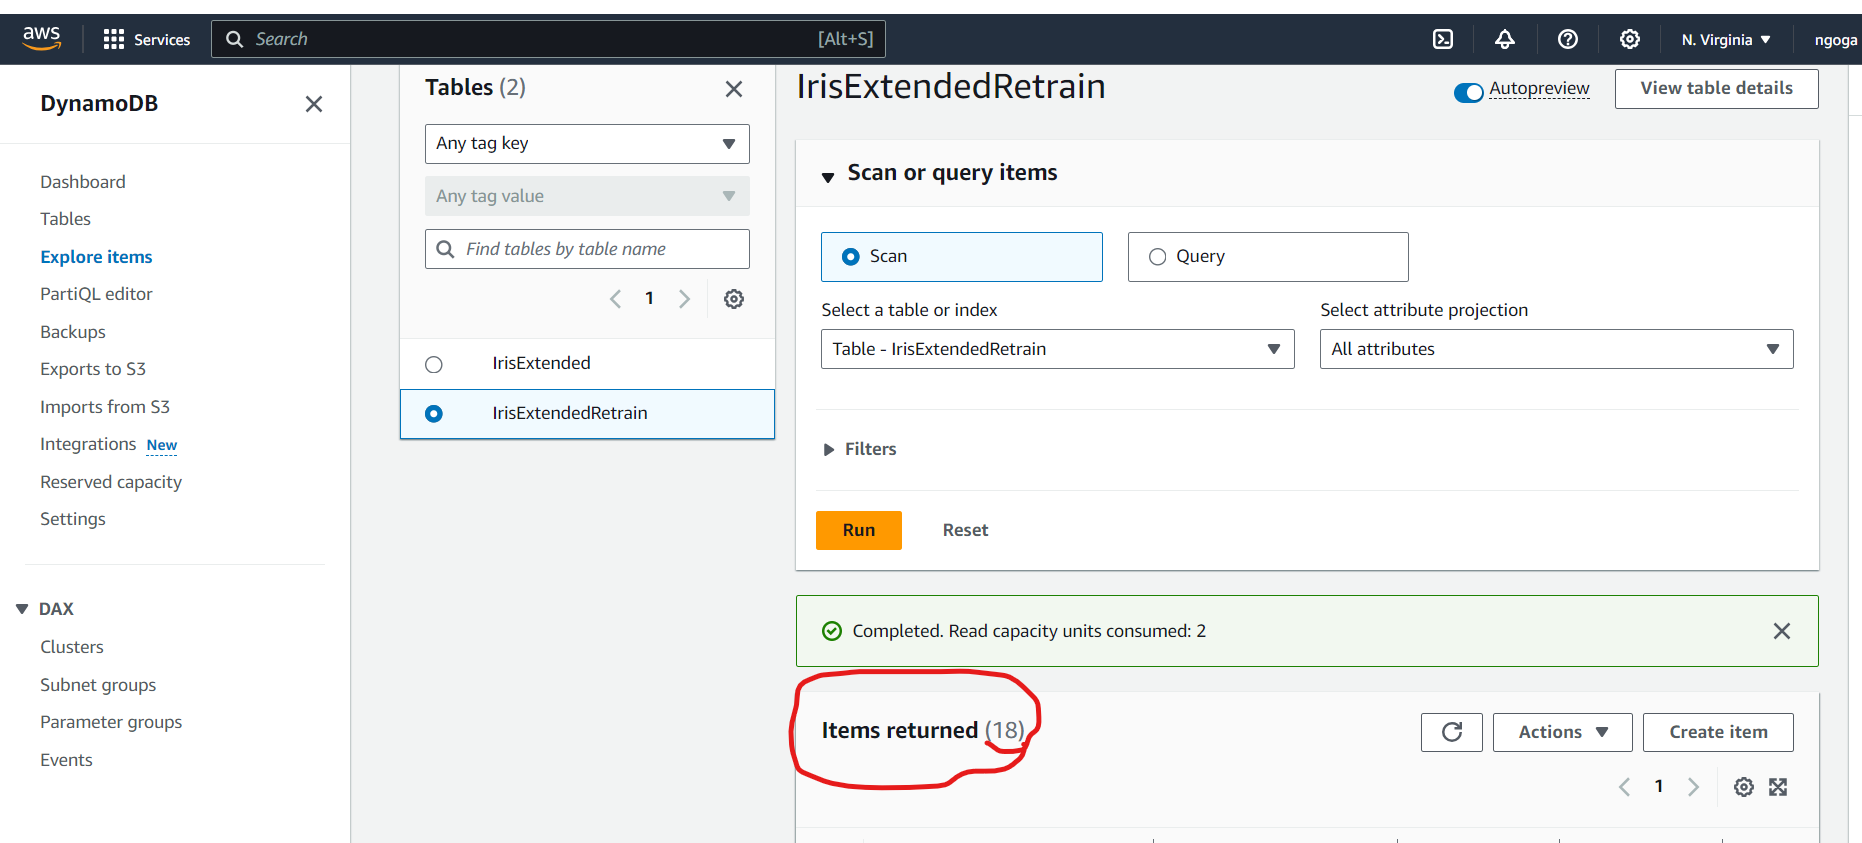 aws
Services
Search
[Alt+S]
N. Virginia
ngoga
DynamoDB
Dashboard
Tables
Explore items
PartiQL editor
Backups
Exports to S3
Imports from S3
Integrations New
Reserved capacity
Settings
DAX
Clusters
Subnet groups
Parameter groups
Events
Tables (2)
Any tag key
Any tag value
Find tables by table name
1
IrisExtended
IrisExtendedRetrain
IrisExtendedRetrain
Autopreview
View table details
Scan or query items
Scan
Query
Select a table or index
Table - IrisExtendedRetrain
Select attribute projection
All attributes
Filters
Run
Reset
Completed. Read capacity units consumed: 2
Items returned (18)
Actions
Create item
1